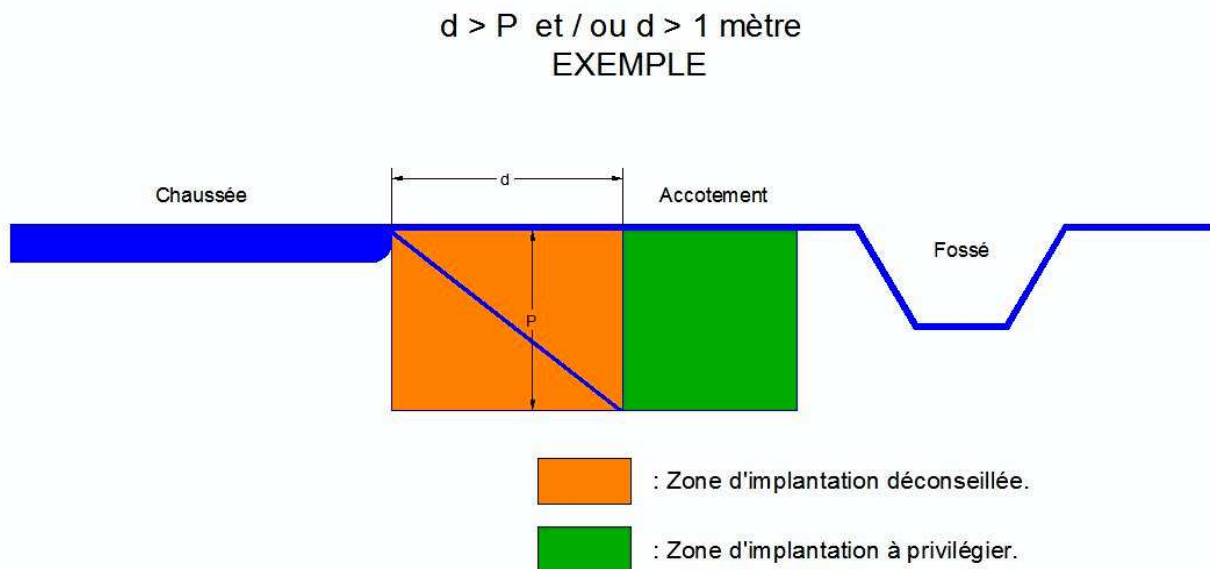 d > P et / ou d > 1 mètre
EXEMPLE
d
Chaussée
Accotement
Fossé
P
: Zone d'implantation déconseillée.
: Zone d'implantation à privilégier.